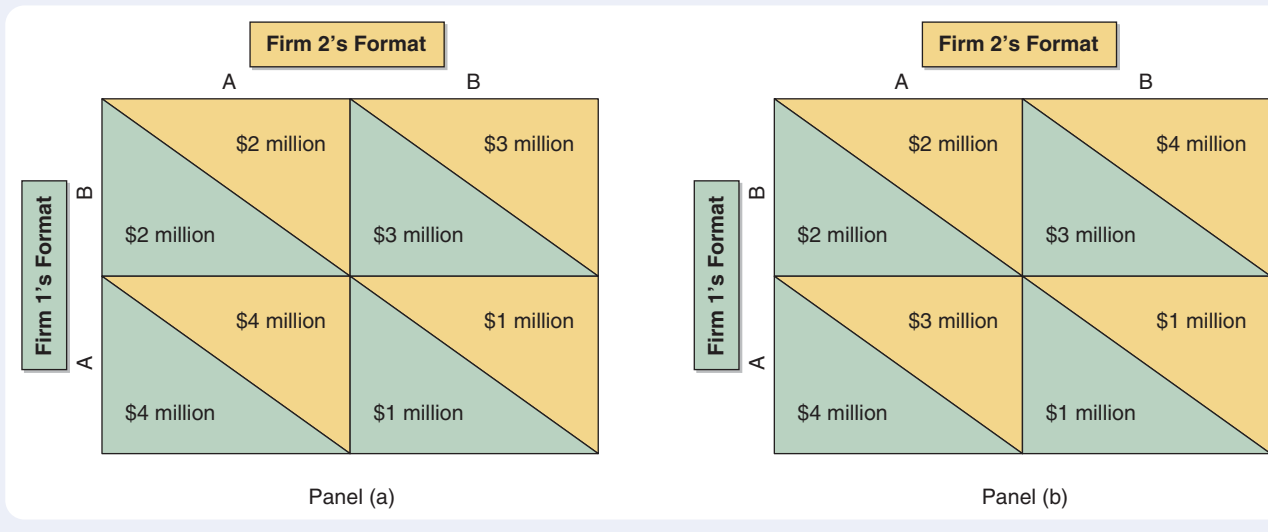 Firm 2’s Format
A
B
$2 million
$3 million
B
$2 million
$3 million
Firm 1’s Format
$4 million
$1 million
A
$4 million
$1 million
Panel (a)
Firm 2’s Format
A
B
$2 million
$4 million
B
$2 million
$3 million
Firm 1’s Format
$3 million
$1 million
A
$4 million
$1 million
Panel (b)